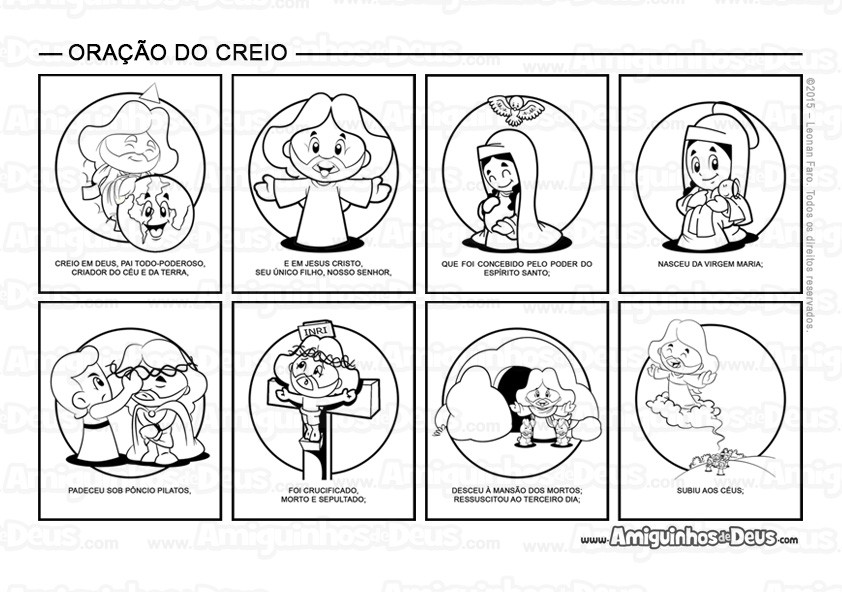 ORAÇÃO DO CREIO
CREIO EM DEUS, PAI TODO-PODEROSO,
CRIADOR DO CÉU E DA TERRA,
E EM JESUS CRISTO,
SEU ÚNICO FILHO, NOSSO SENHOR,
QUE FOI CONCEBIDO PELO PODER DO
ESPÍRITO SANTO;
NASCEU DA VIRGEM MARIA;
PADECEU SOB PÔNCIO PILATOS,
INRI
FOI CRUCIFICADO,
MORTO E SEPULTADO;
DESCEU À MANSÃO DOS MORTOS;
RESSUSCITOU AO TERCEIRO DIA;
SUBIU AOS CÉUS;
©2015 – Leonan Faro. Todos os direitos reservados.
www.AmiguinhosdeDeus.com